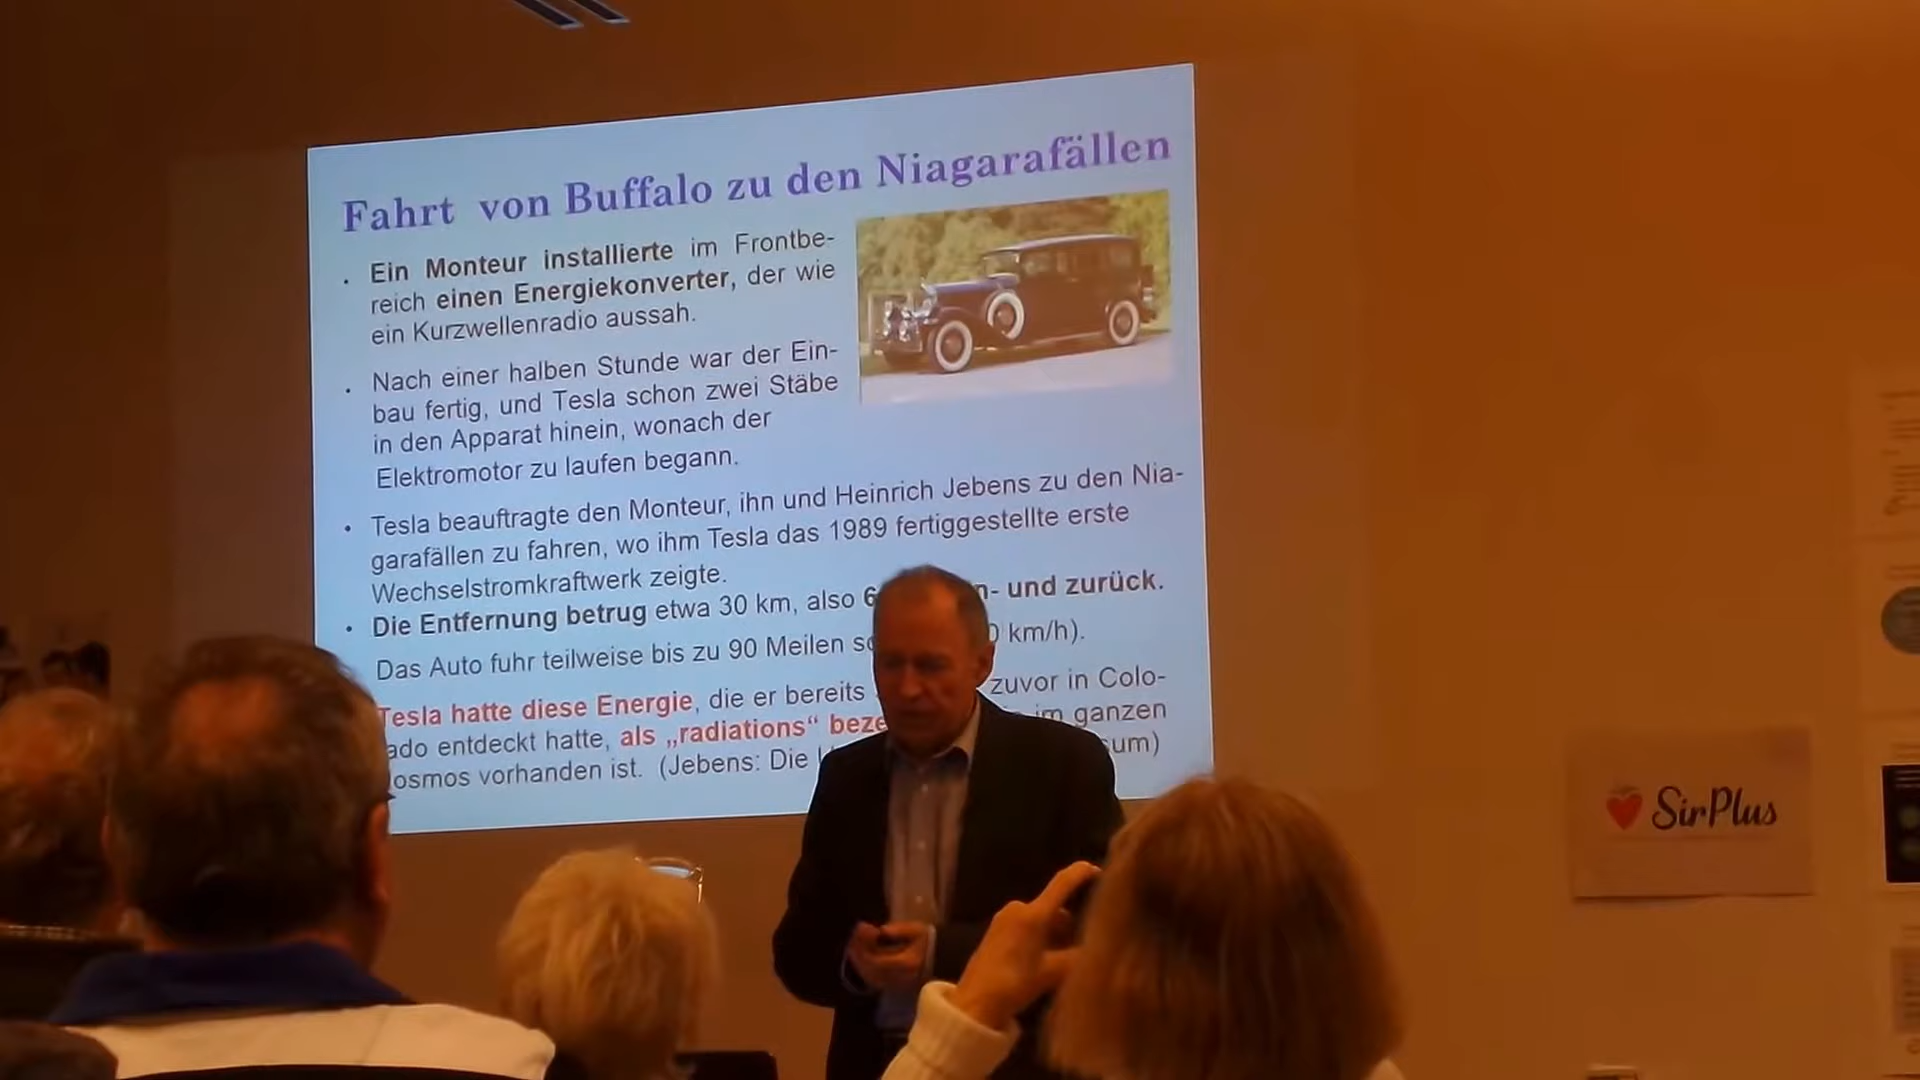 Fahrt von Buffalo zu den Niagarafällen
Ein Monteur installierte im Frontbe-
reich einen Energiekonverter, der wie
ein Kurzwellenradio aussah.
Nach einer halben Stunde war der Ein-
bau fertig, und Tesla schon zwei Stäbe
in den Apparat hinein, wonach der
Elektromotor zu laufen begann.
Tesla beauftragte den Monteur, ihn und Heinrich Jebens zu den Nia-
garafällen zu fahren, wo ihm Tesla das 1989 fertiggestellte erste
Wechselstromkraftwerk zeigte.
Die Entfernung betrug etwa 30 km, also und zurück.
Das Auto fuhr teilweise bis zu 90 Meilen km/h).
Tesla hatte diese Energie, die er bereits zuvor in Colo-
ado entdeckt hatte, als „radiations“ im ganzen
osmos vorhanden ist. (Jebens: Die
SirPlus